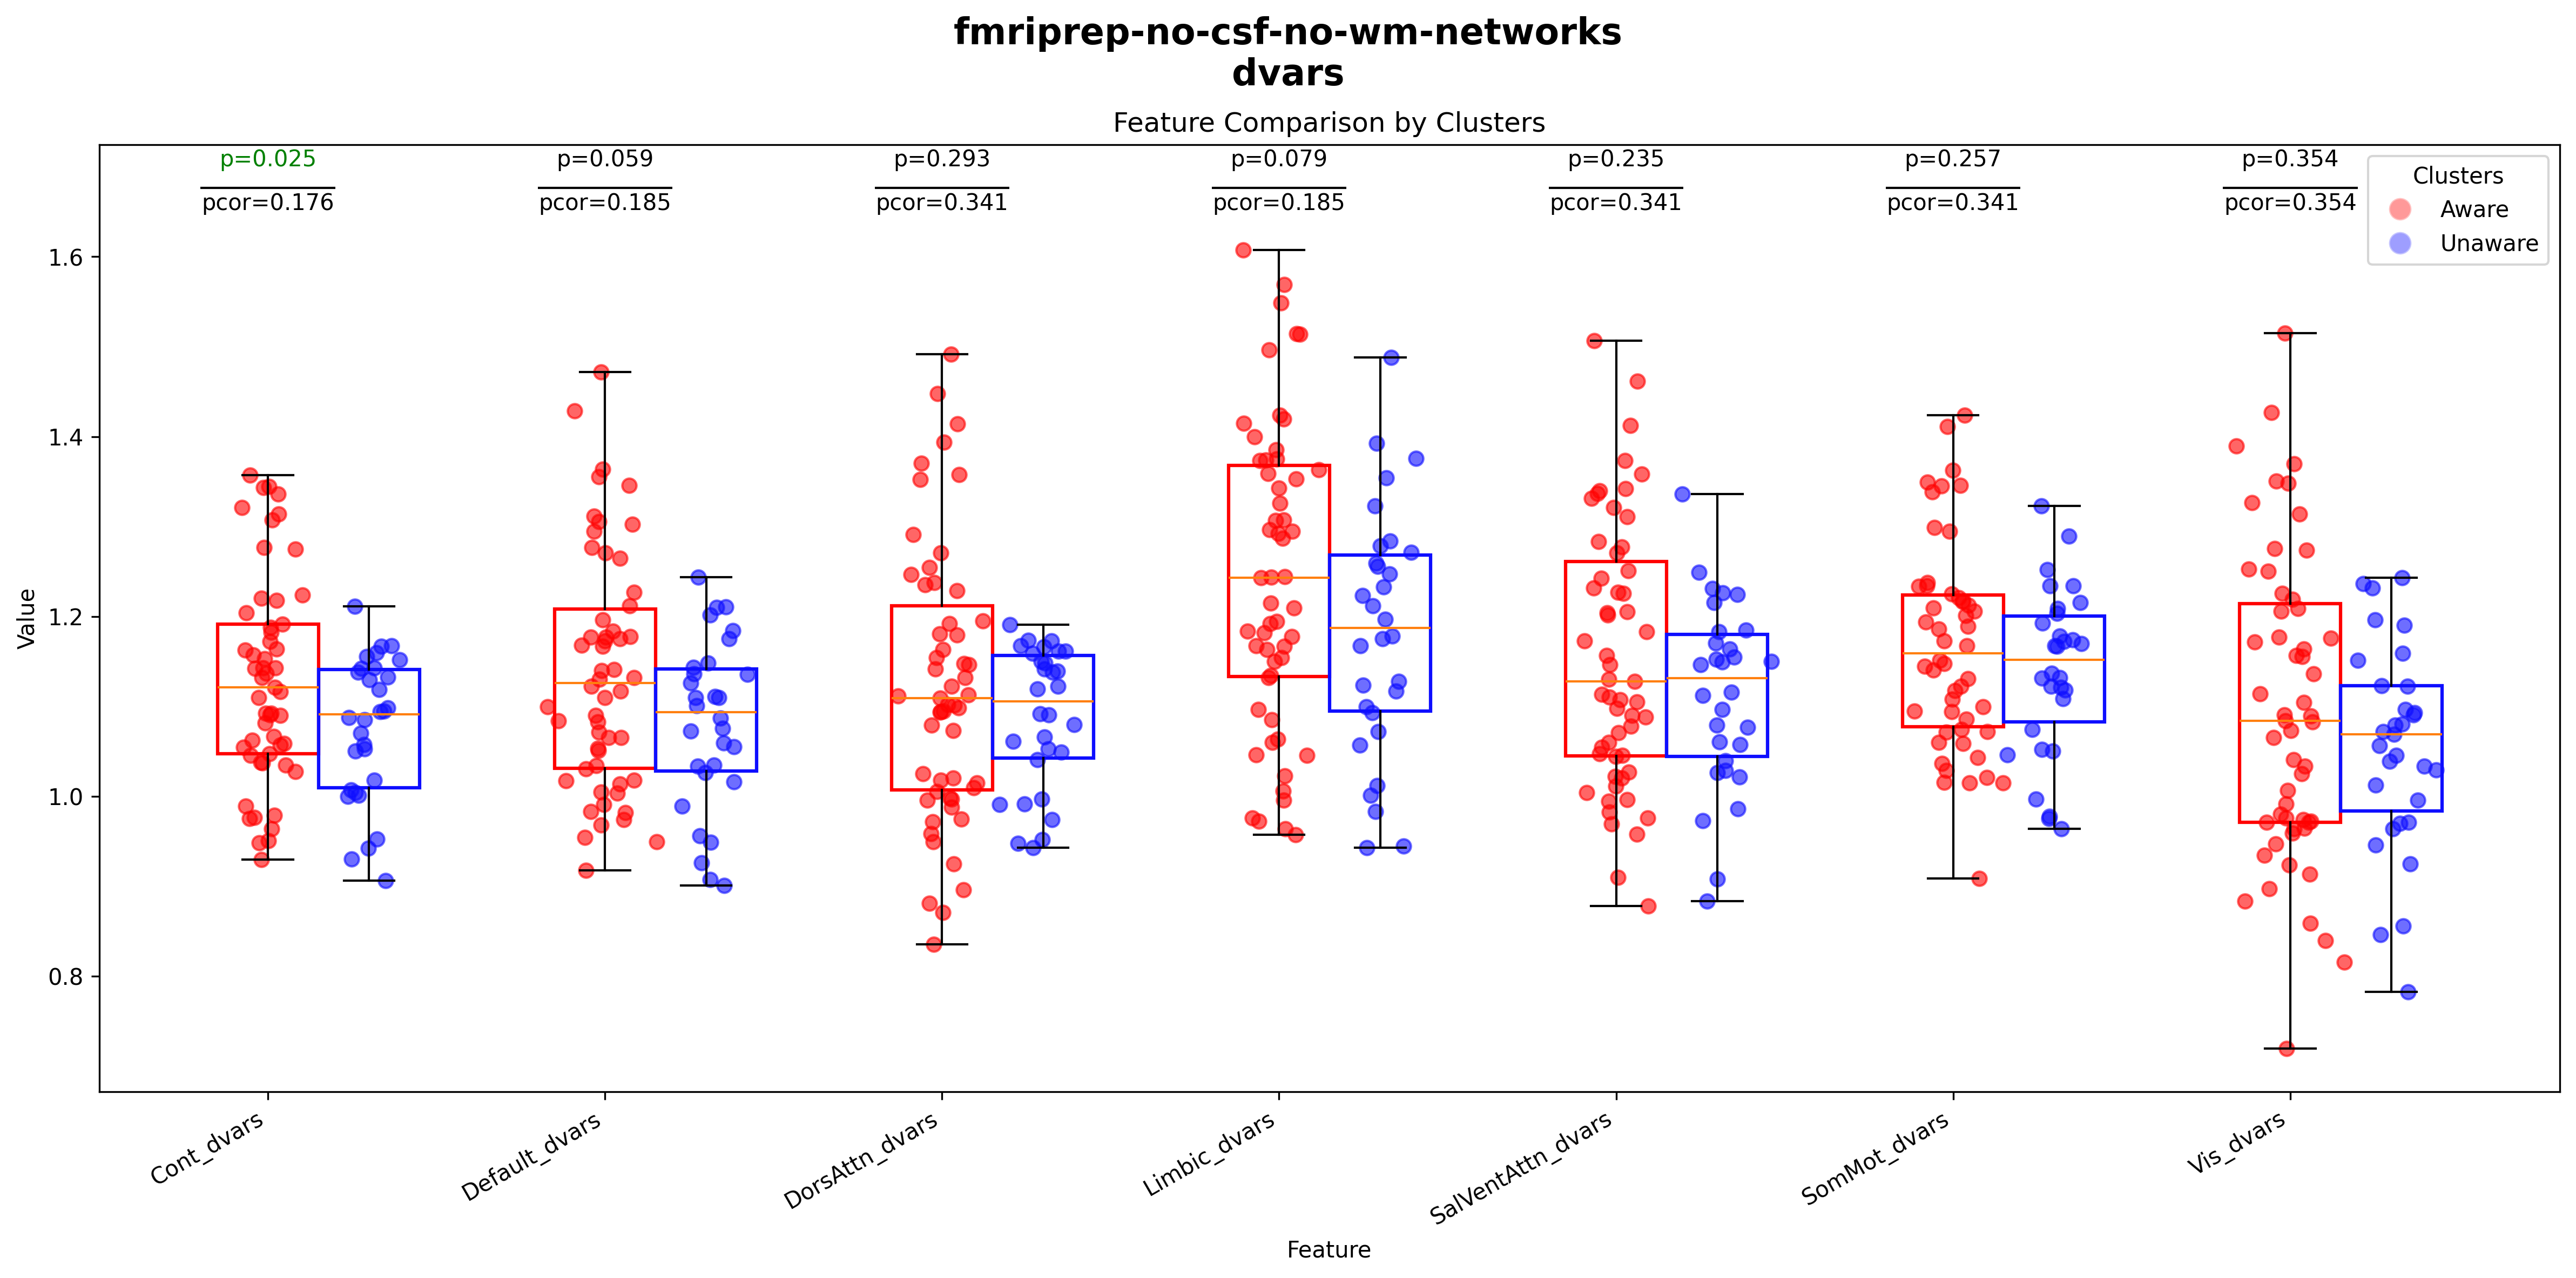 fmriprep-no-csf-no-wm-networks
dvars
Feature Comparison by Clusters
p=0.025 p=0.059 p=0.293 p=0.079 p=0.235 p=0.257 p=0.354
pcor=0.176 pcor=0.185 pcor=0.341 pcor=0.185 pcor=0.341 pcor=0.341 pcor=0.354
Clusters
Aware
Unaware
1.6
1.4
1.2
1.0
0.8
Value
Cont_dvars Default_dvars DorsAttn_dvars Limbic_dvars SalVentAttn_dvars SomMot_dvars Vis_dvars
Feature